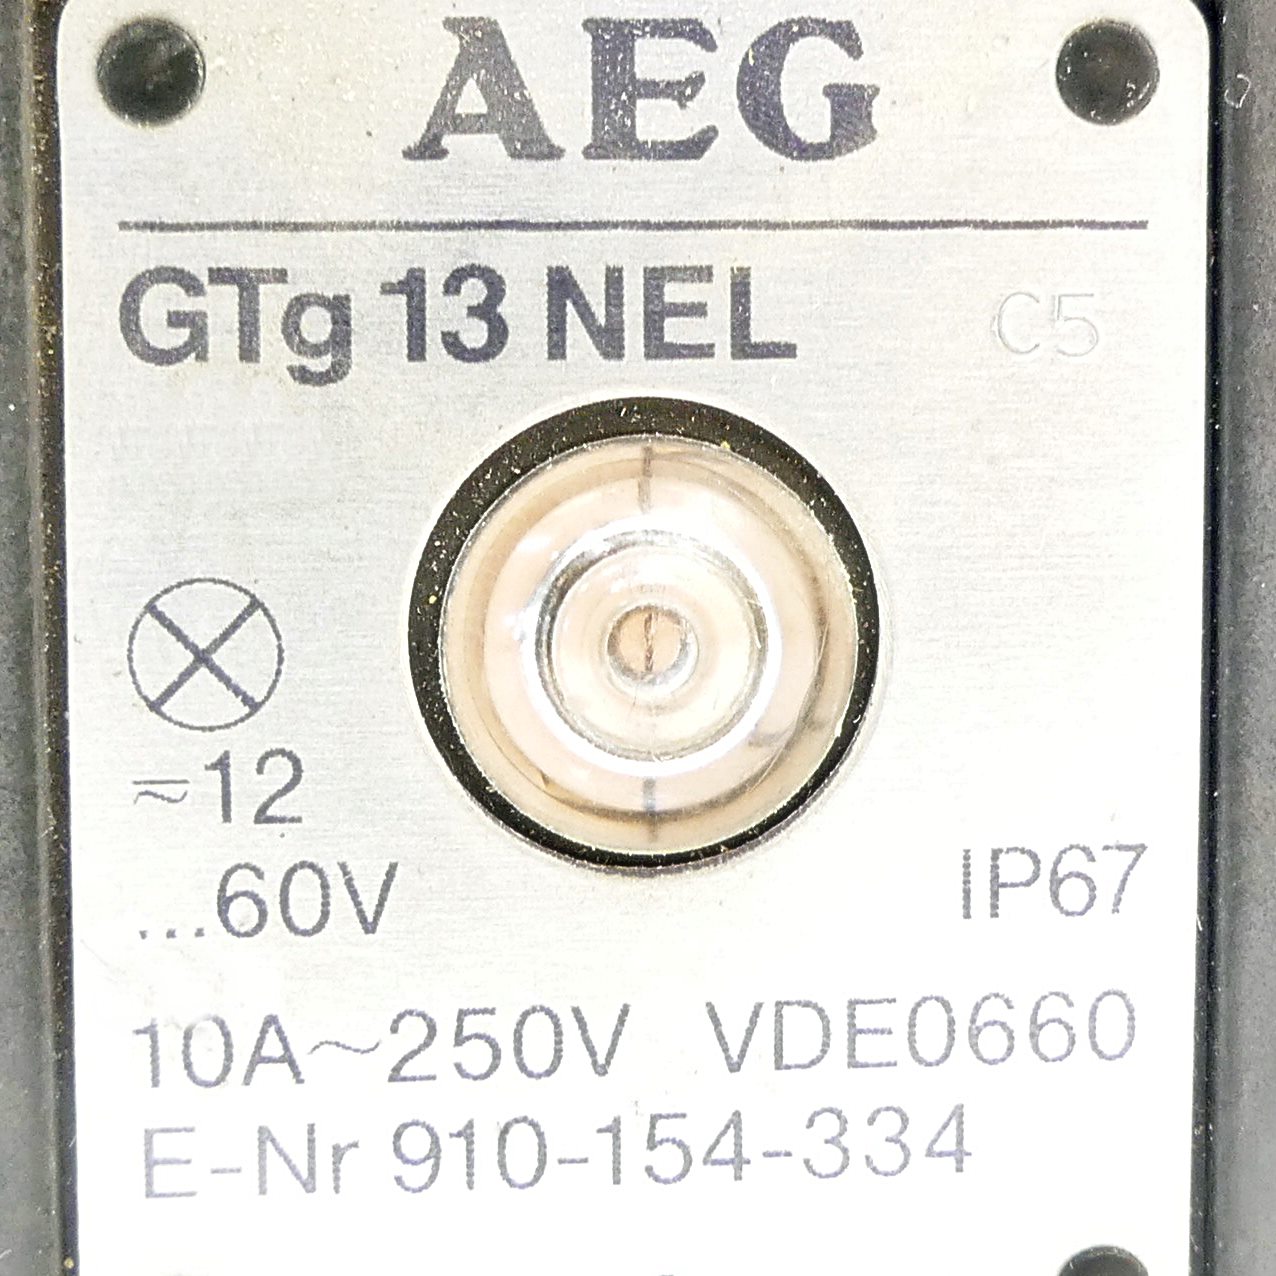 AEG
GTg 13 NEL C5
⎓~12
...60V
IP67
10A~250V VDE0660
E-Nr 910-154-334